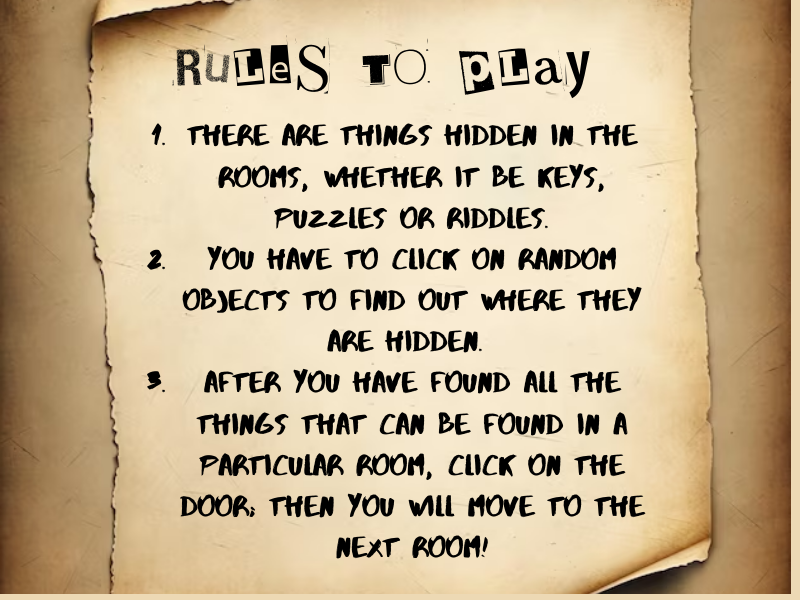 RuLeS TO pLay
1. THERE ARE THINGS HIDDEN IN THE
ROOMS, WHETHER IT BE KEYS,
PUZZLES OR RIDDLES.
2. YOU HAVE TO CLICK ON RANDOM
OBJECTS TO FIND OUT WHERE THEY
ARE HIDDEN.
3. AFTER YOU HAVE FOUND ALL THE
THINGS THAT CAN BE FOUND IN A
PARTICULAR ROOM, CLICK ON THE
DOOR; THEN YOU WILL MOVE TO THE
NEXT ROOM!